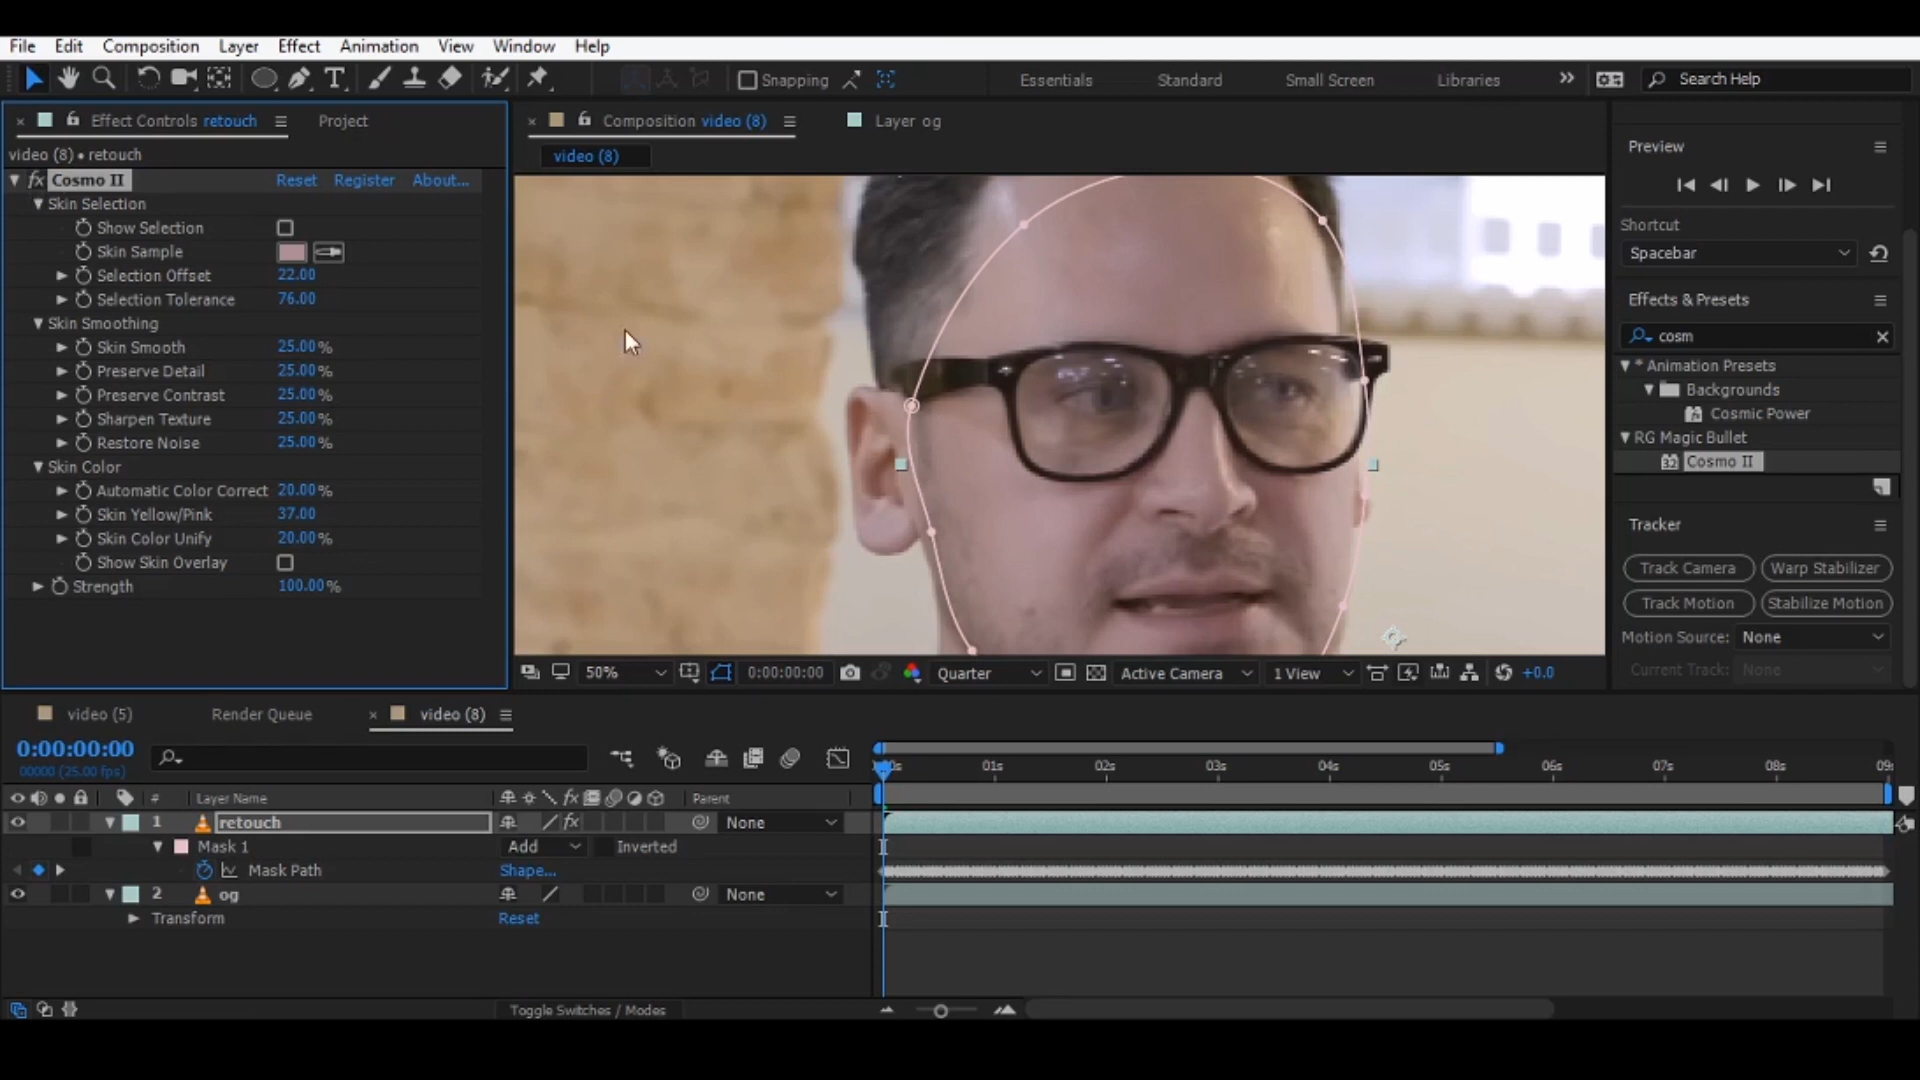 File Edit Composition Layer Effect Animation View Window Help
Snapping Essentials Standard Small Screen Libraries Search Help
Effect Controls retouch Project
Composition video (8) Layer og
video (8) • retouch
video (8)
fx Cosmo II Reset Register About...
Skin Selection
Show Selection
Skin Sample
Selection Offset 22.00
Selection Tolerance 76.00
Skin Smoothing
Skin Smooth 25.00 %
Preserve Detail 25.00 %
Preserve Contrast 25.00 %
Sharpen Texture 25.00 %
Restore Noise 25.00 %
Skin Color
Automatic Color Correct 20.00 %
Skin Yellow/Pink 37.00
Skin Color Unify 20.00 %
Show Skin Overlay
Strength 100.00 %
50% 0:00:00:00 Quarter Active Camera 1 View +0.0
Preview
Shortcut
Spacebar
Effects & Presets
cosm
* Animation Presets
Backgrounds
Cosmic Power
RG Magic Bullet
32 Cosmo II
Tracker
Track Camera Warp Stabilizer
Track Motion Stabilize Motion
Motion Source: None
Current Track: None
video (5) Render Queue video (8)
0:00:00:00
00000 (25.00 fps)
01s 02s 03s 04s 05s 06s 07s 08s
# Layer Name fx Parent
1 retouch fx None
Mask 1 Add Inverted
Mask Path Shape...
2 og None
Transform Reset
Toggle Switches / Modes